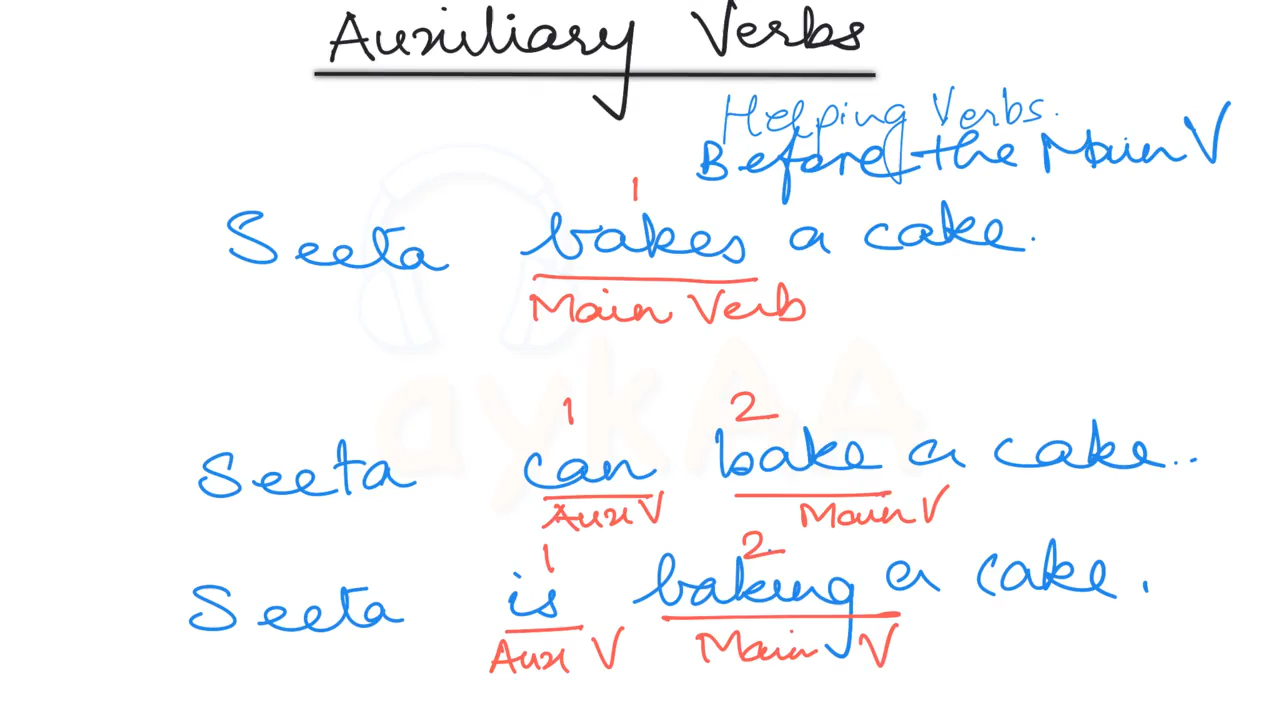 Auxiliary Verbs
Helping Verbs.
Before the Main V
1
Seeta bakes a cake.
Main Verb
aykAA
1 2
Seeta can bake a cake..
Aux V Main V
1 2
Seeta is baking a cake.
Aux V Main V